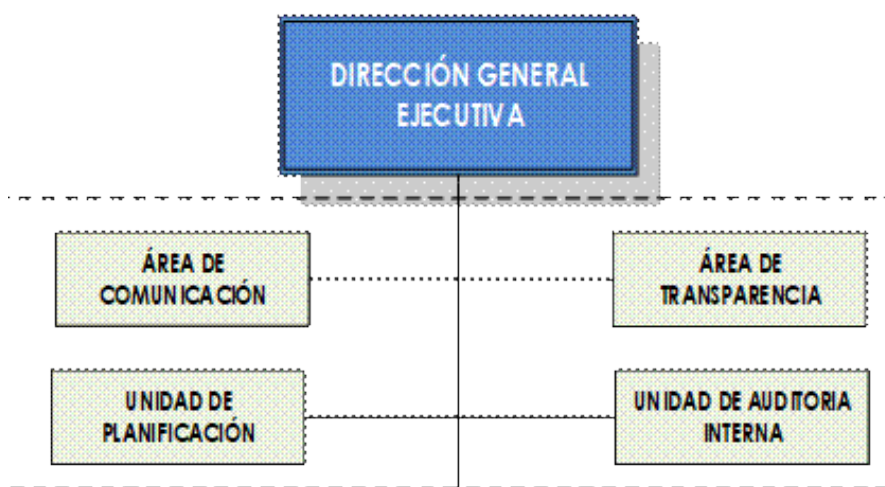 DIRECCIÓN GENERAL
EJECUTIVA
ÁREA DE
COMUNICACIÓN
ÁREA DE
TRANSPARENCIA
UNIDAD DE
PLANIFICACIÓN
UNIDAD DE AUDITORIA
INTERNA